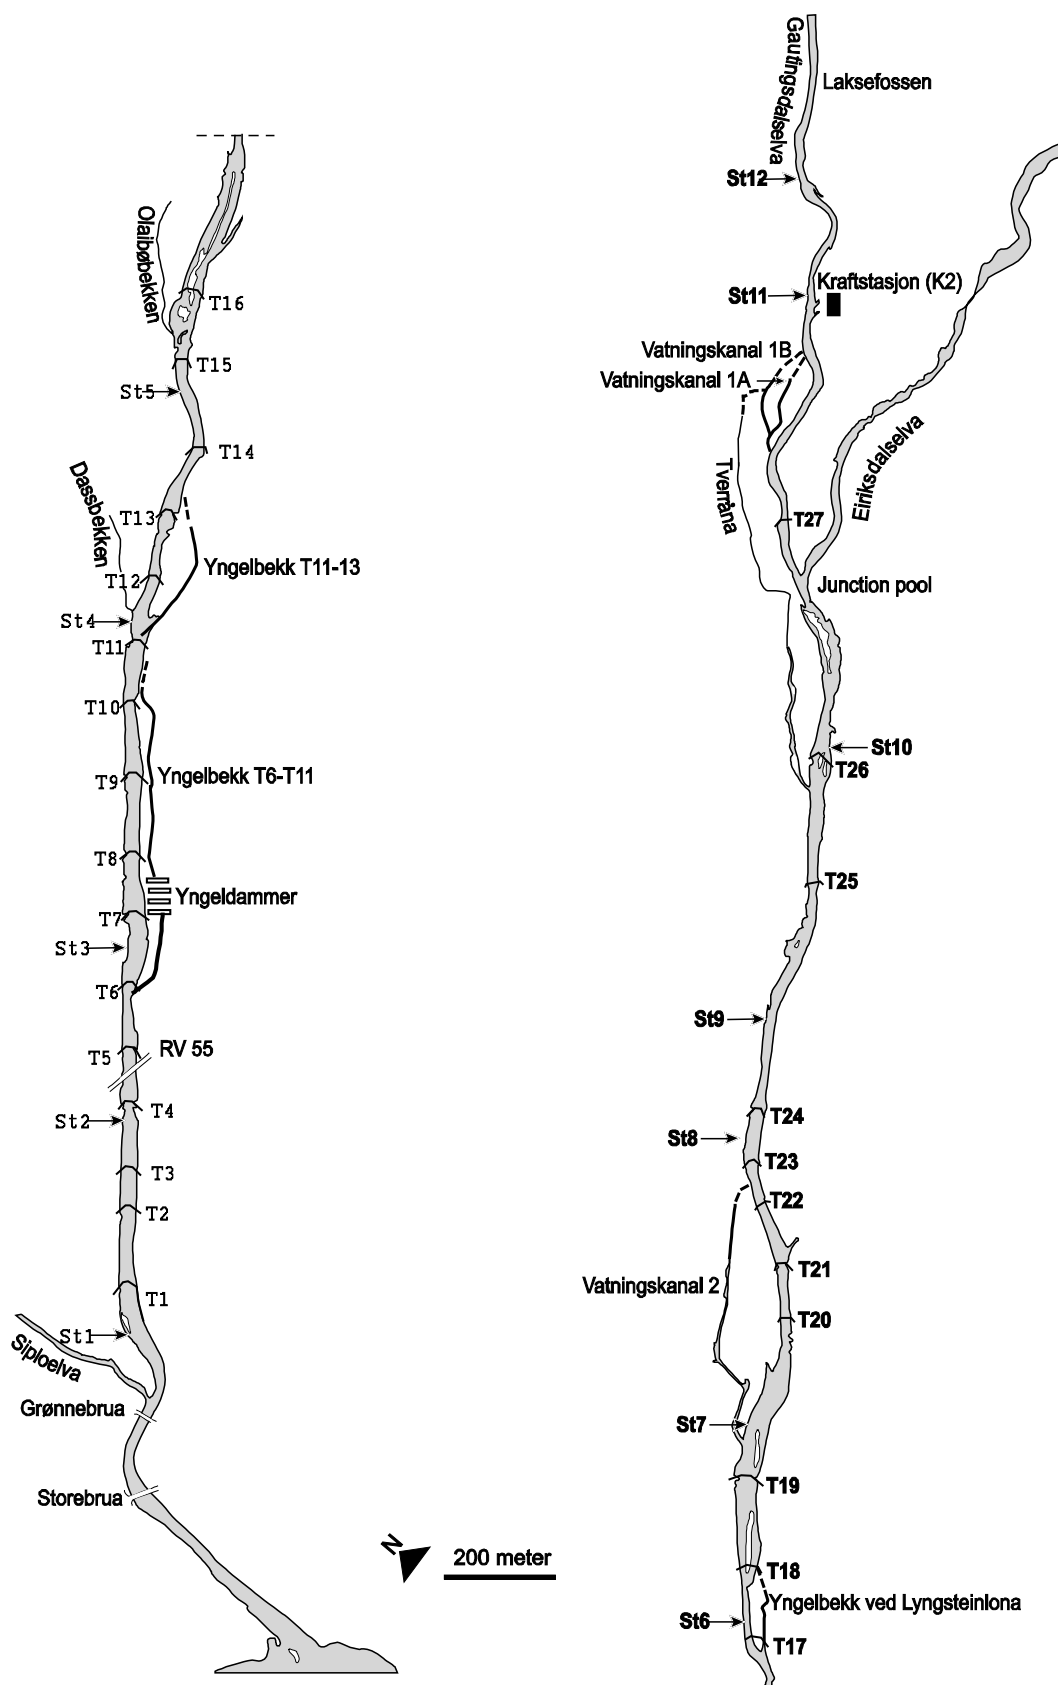 Olaibøbekken
T16
T15
St5
T14
Dassbekken
T13
Yngelbekk T11-13
T12
St4
T11
T10
Yngelbekk T6-T11
T9
T8
Yngeldammer
T7
St3
T6
RV 55
T5
T4
St2
T3
T2
T1
St1
Siploelva
Grønnebrua
Storebrua
N
200 meter
Gautingsdalselva
Laksefossen
St12
Kraftstasjon (K2)
St11
Vatningskanal 1B
Vatningskanal 1A
Eiriksdalselva
Tverråna
T27
Junction pool
St10
T26
T25
St9
T24
St8
T23
T22
T21
Vatningskanal 2
T20
St7
T19
T18
Yngelbekk ved Lyngsteinlona
St6
T17